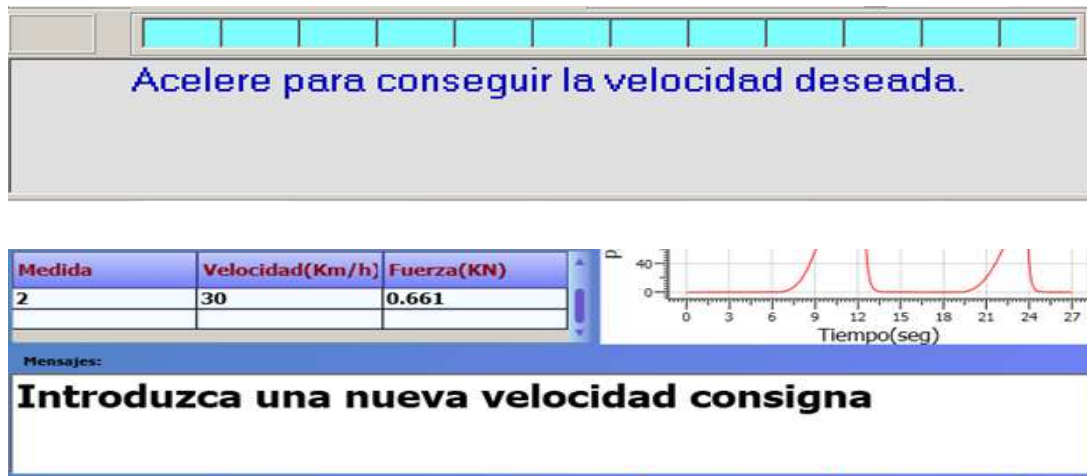 Acelere para conseguir la velocidad deseada.
Medida Velocidad(Km/h) Fuerza(KN)
2 30 0.661
40
0
0 3 6 9 12 15 18 21 24 27
Tiempo(seg)
Mensajes:
Introduzca una nueva velocidad consigna